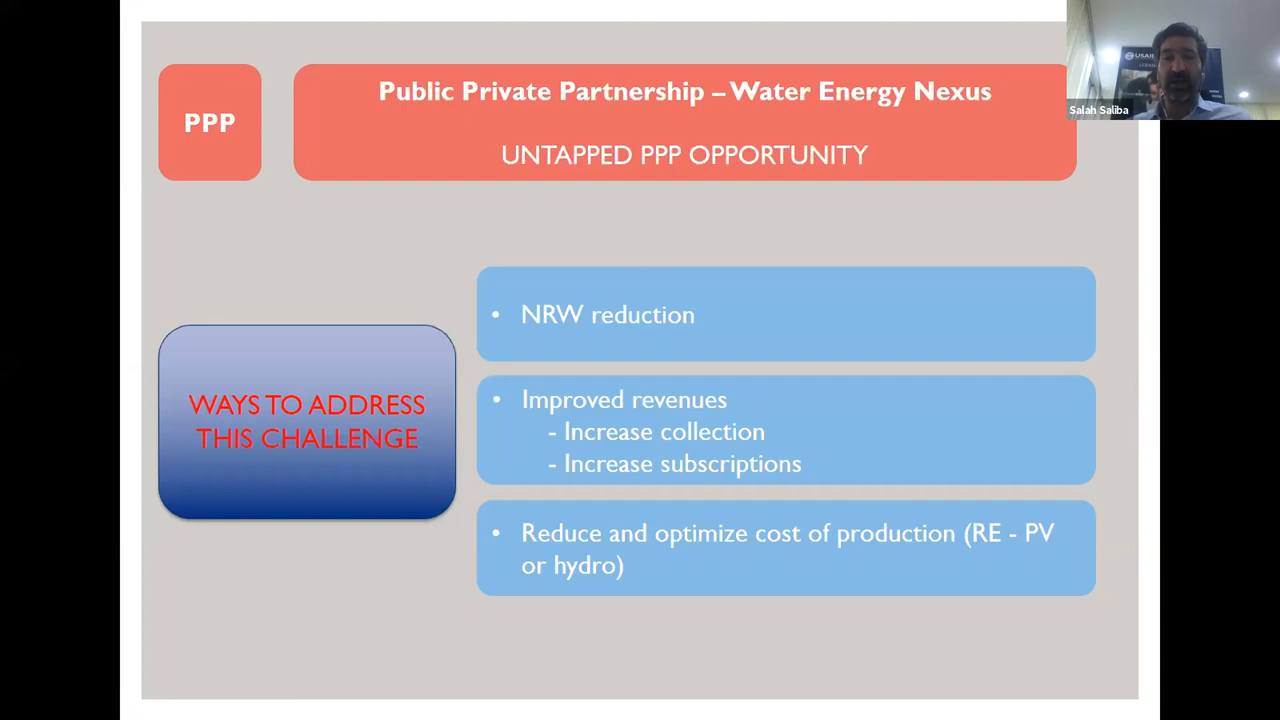 PPP
Public Private Partnership – Water Energy Nexus
UNTAPPED PPP OPPORTUNITY
Salah Saliba
WAYS TO ADDRESS
THIS CHALLENGE
• NRW reduction
• Improved revenues
- Increase collection
- Increase subscriptions
• Reduce and optimize cost of production (RE - PV
or hydro)